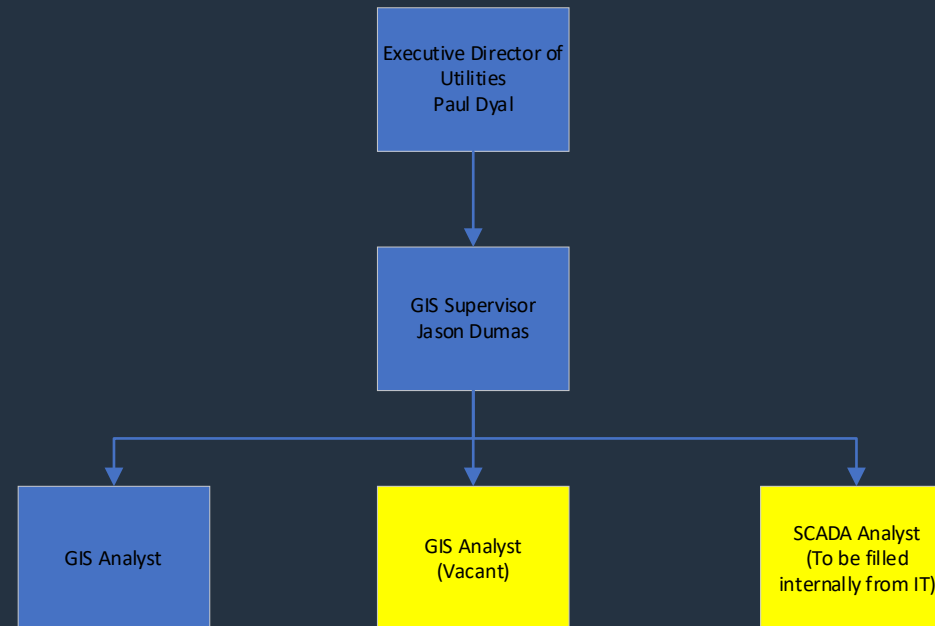 Executive Director of
Utilities
Paul Dyal
GIS Supervisor
Jason Dumas
GIS Analyst
GIS Analyst
(Vacant)
SCADA Analyst
(To be filled
internally from IT)